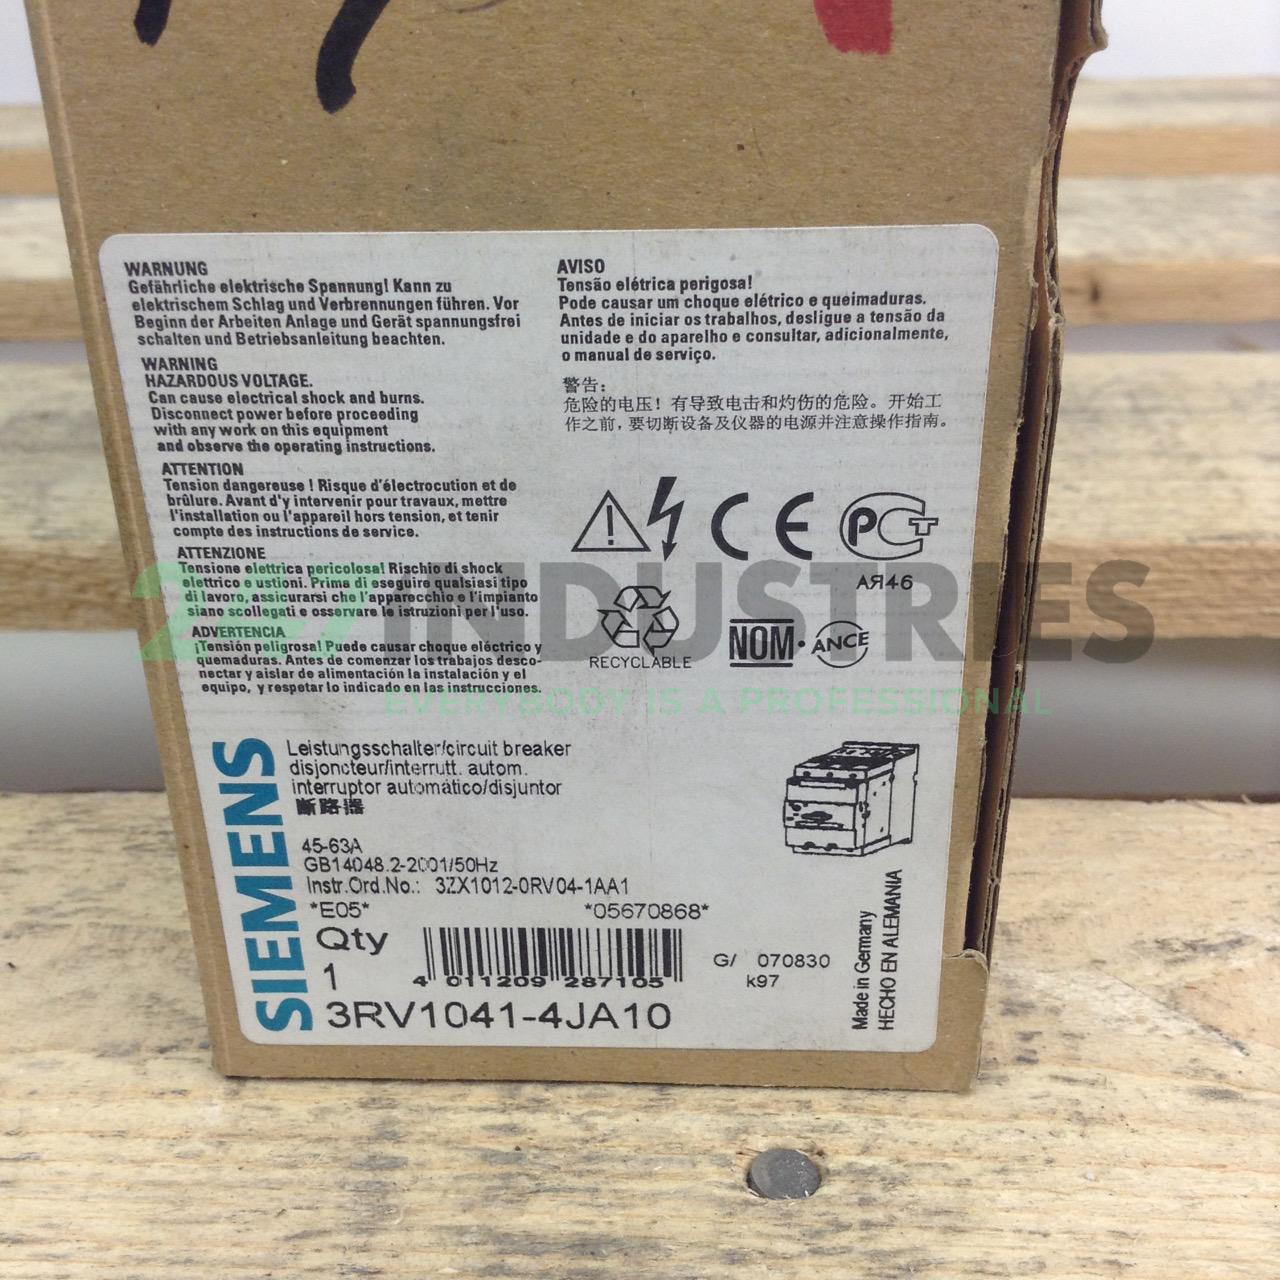 WARNUNG
Gefährliche elektrische Spannung! Kann zu
elektrischem Schlag und Verbrennungen führen. Vor
Beginn der Arbeiten Anlage und Gerät spannungsfrei
schalten und Betriebsanleitung beachten.
WARNING
HAZARDOUS VOLTAGE.
Can cause electrical shock and burns.
Disconnect power before proceeding
with any work on this equipment
and observe the operating instructions.
ATTENTION
Tension dangereuse ! Risque d'électrocution et de
brûlure. Avant d'y intervenir pour travaux, mettre
l'installation ou l'appareil hors tension, et tenir
compte des instructions de service.
ATTENZIONE
Tensione elettrica pericolosa! Rischio di shock
elettrico e ustioni. Prima di eseguire qualsiasi tipo
di lavoro, assicurarsi che l'apparecchio e l'impianto
siano scollegati e osservare le istruzioni per l'uso.
ADVERTENCIA
¡Tensión peligrosa! Puede causar choque eléctrico y
quemaduras. Antes de comenzar los trabajos desco-
nectar y aislar de alimentación la instalación y el
equipo, y respetar lo indicado en las instrucciones.
AVISO
Tensão elétrica perigosa!
Pode causar um choque elétrico e queimaduras.
Antes de iniciar os trabalhos, desligue a tensão da
unidade e do aparelho e consultar, adicionalmente,
o manual de serviço.
警告：
危险的电压！有导致电击和灼伤的危险。开始工
作之前，要切断设备及仪器的电源并注意操作指南。
CE PCT
АЯ46
RECYCLABLE
NOM·ANCE
INDUSTRIES
EVERYBODY IS A PROFESSIONAL
SIEMENS
Leistungsschalter/circuit breaker
disjoncteur/interrutt. autom.
interruptor automático/disjuntor
断路器
45-63A
GB14048.2-2001/50Hz
Instr.Ord.No.: 3ZX1012-0RV04-1AA1
*E05* *05670868*
Qty
1
4 011209 287105
G/ 070830
k97
3RV1041-4JA10
Made in Germany
HECHO EN ALEMANIA